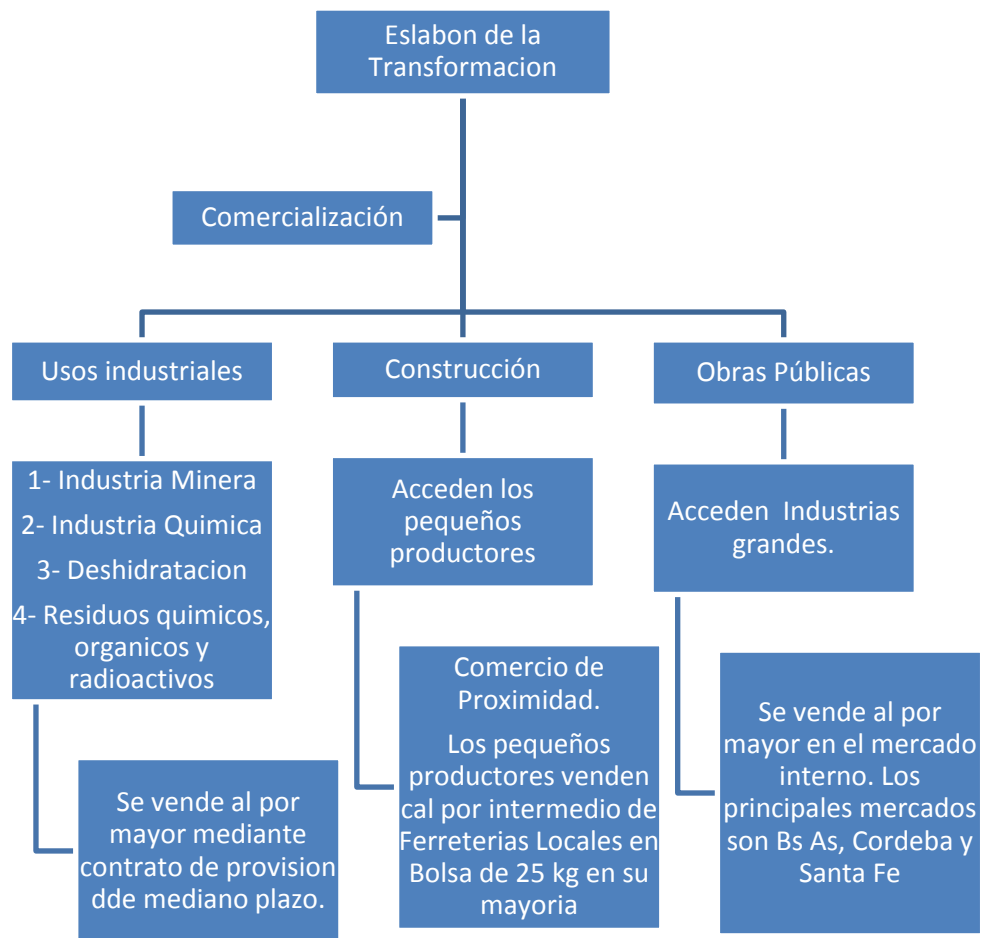 Eslabon de la
Transformacion
Comercialización
Usos industriales
Construcción
Obras Públicas
1- Industria Minera
2- Industria Quimica
3- Deshidratacion
4- Residuos quimicos,
organicos y
radioactivos
Acceden los
pequeños
productores
Acceden Industrias
grandes.
Se vende al por
mayor mediante
contrato de provision
dde mediano plazo.
Comercio de
Proximidad.
Los pequeños
productores venden
cal por intermedio de
Ferreterias Locales en
Bolsa de 25 kg en su
mayoria
Se vende al por
mayor en el mercado
interno. Los
principales mercados
son Bs As, Cordeba y
Santa Fe